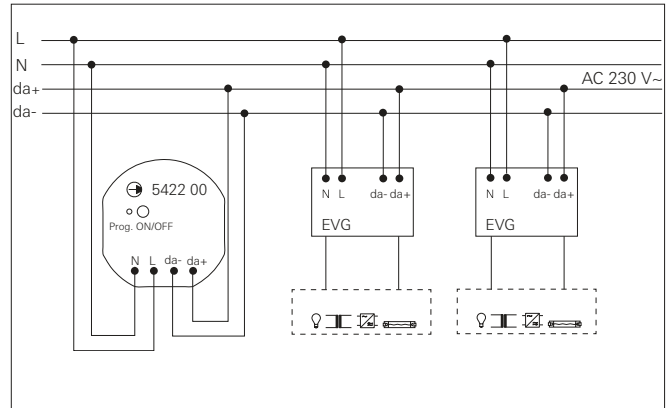 L
N
da+
AC 230 V~
da-
5422 00
Prog. ON/OFF
N L da- da+
N L da- da+
EVG
N L da- da+
EVG